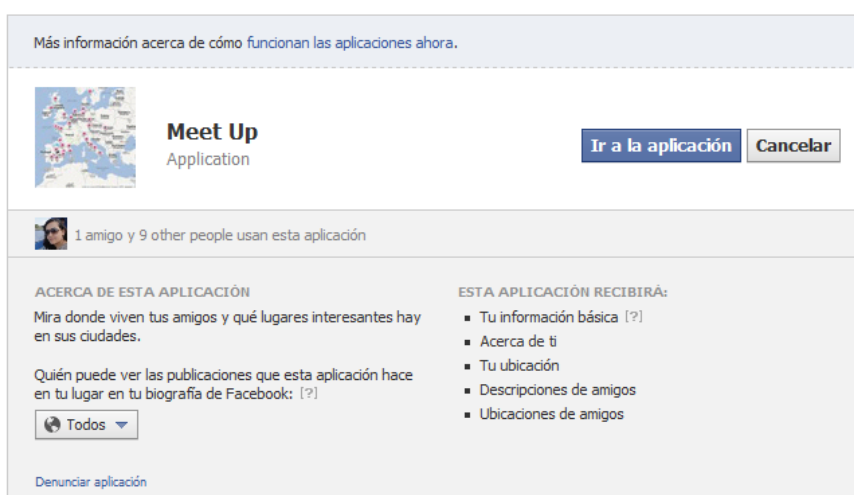 Más información acerca de cómo funcionan las aplicaciones ahora.
Meet Up
Application
Ir a la aplicación
Cancelar
1 amigo y 9 other people usan esta aplicación
ACERCA DE ESTA APLICACIÓN
Mira donde viven tus amigos y qué lugares interesantes hay
en sus ciudades.
Quién puede ver las publicaciones que esta aplicación hace
en tu lugar en tu biografía de Facebook: [?]
Todos
Denunciar aplicación
ESTA APLICACIÓN RECIBIRÁ:
Tu información básica [?]
Acerca de ti
Tu ubicación
Descripciones de amigos
Ubicaciones de amigos